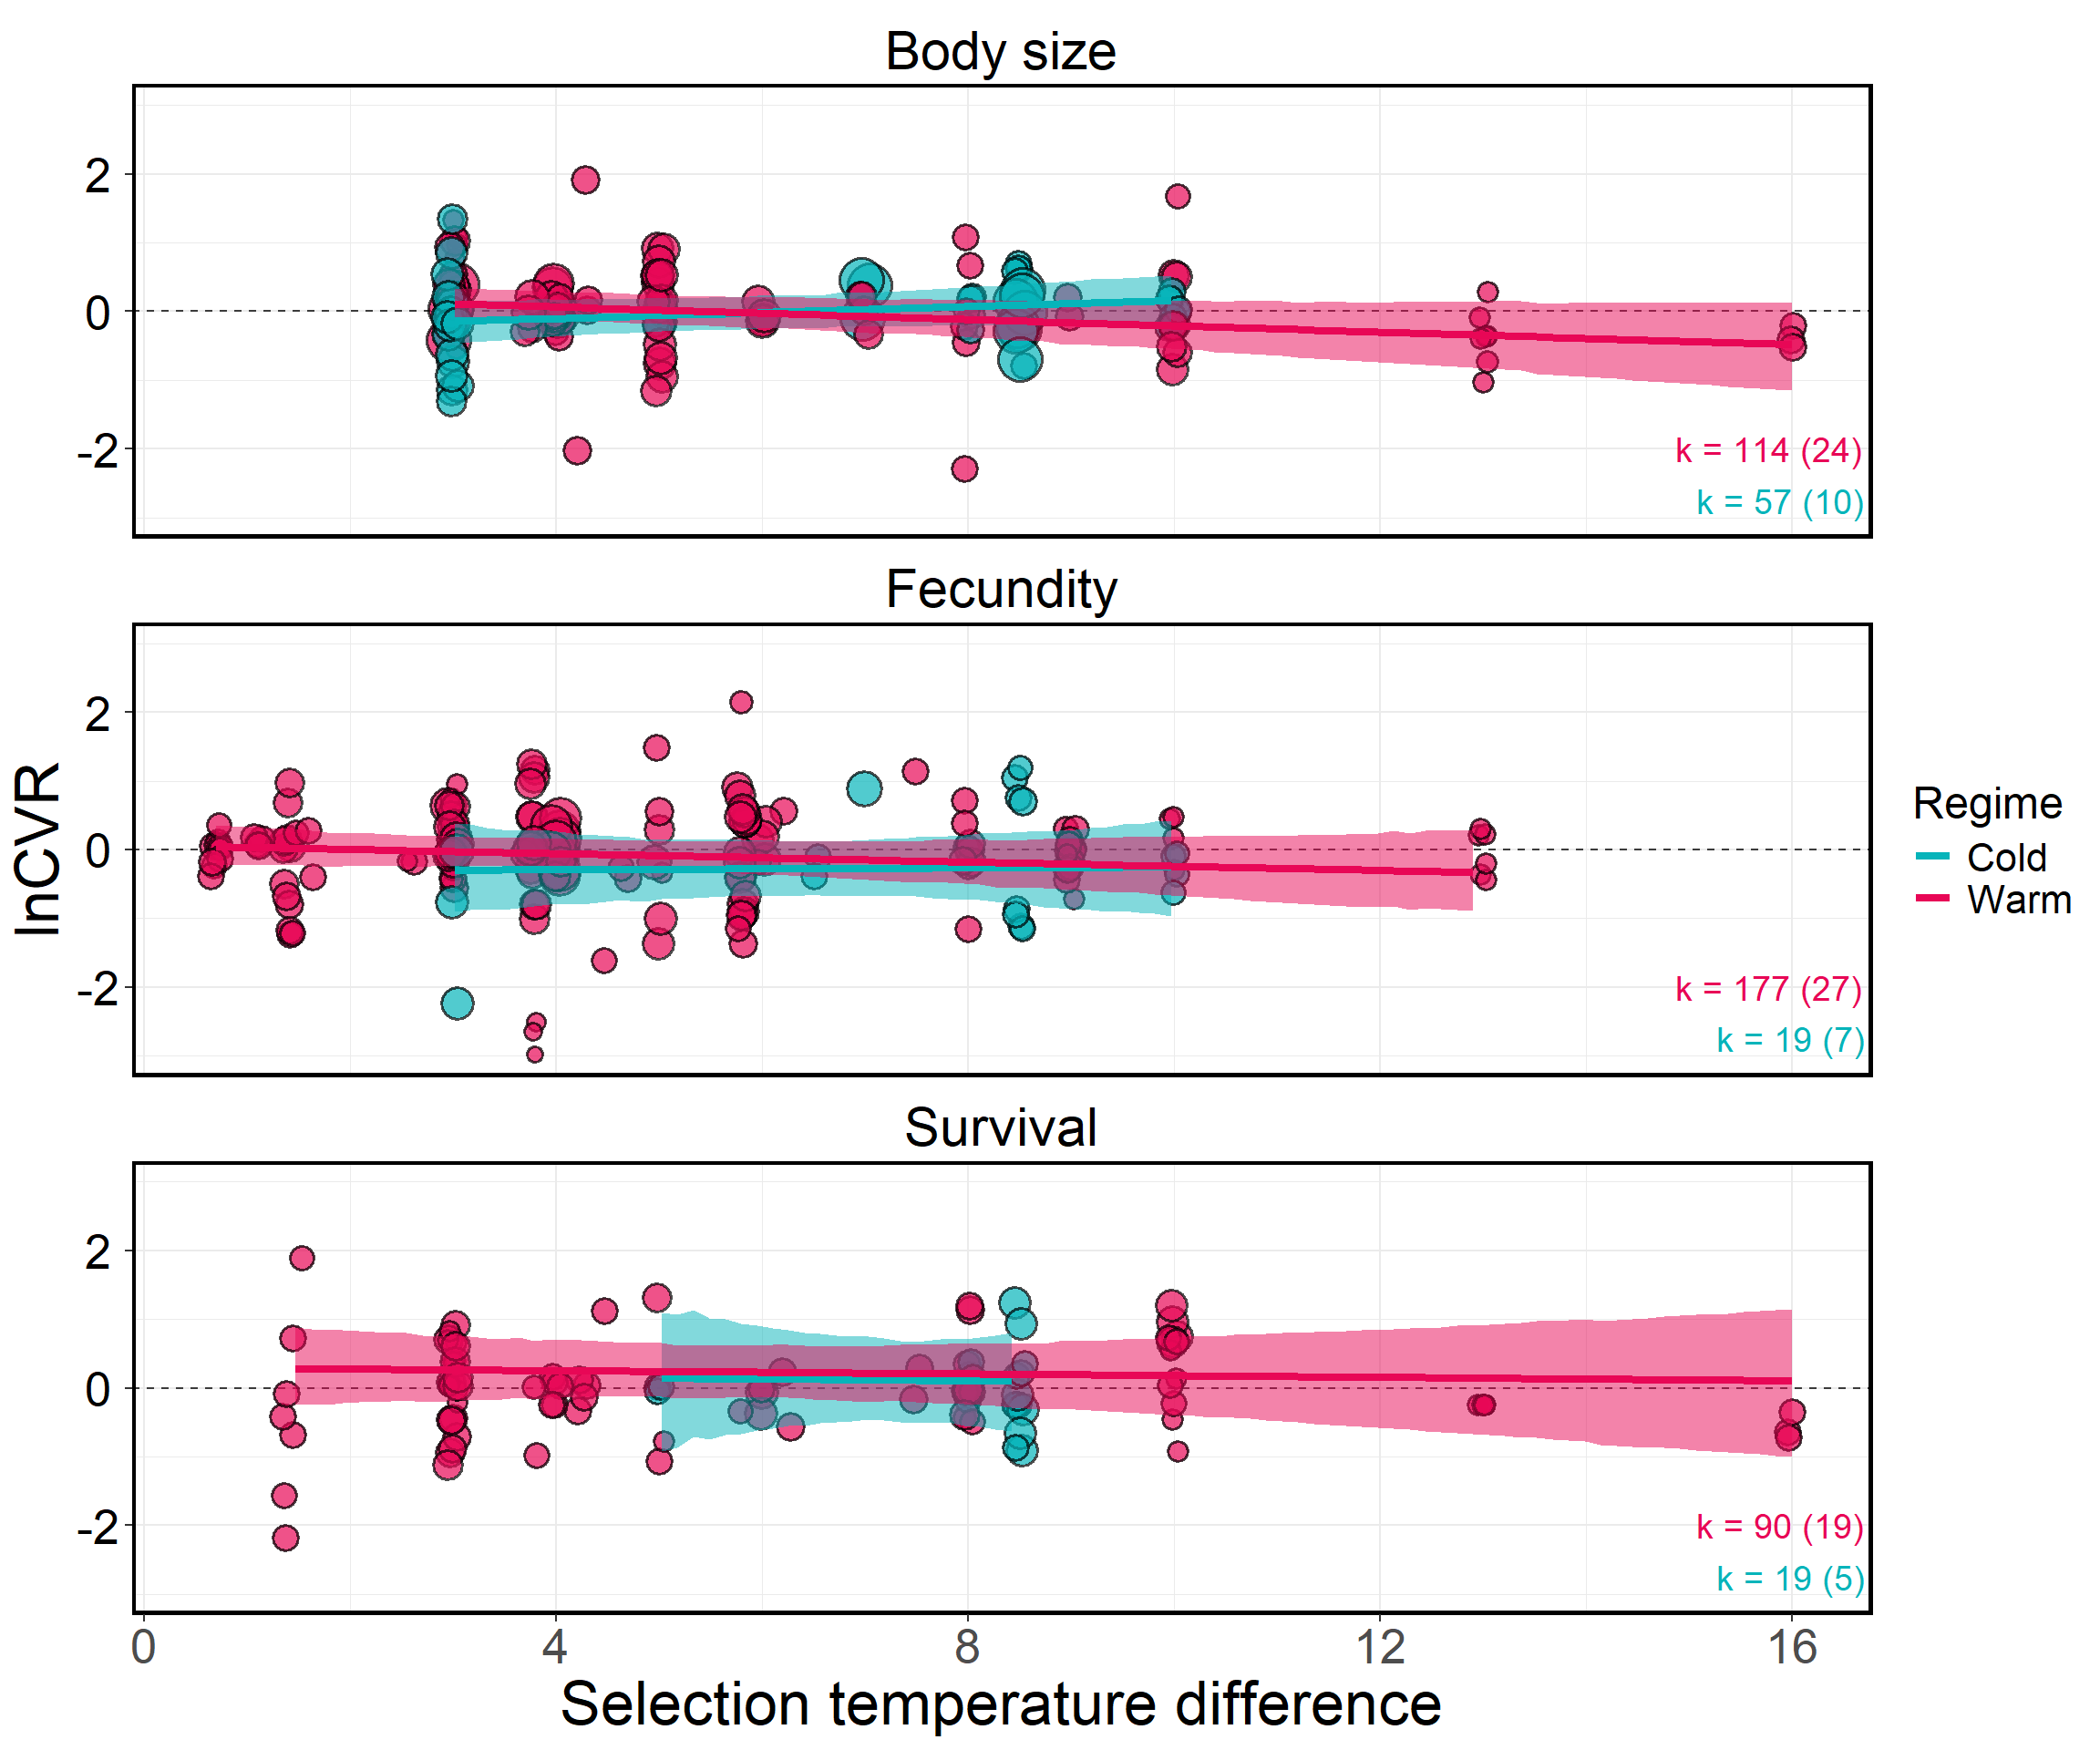 Body size
2
0
-2
k = 114 (24)
k = 57 (10)
Fecundity
2
0
-2
k = 177 (27)
k = 19 (7)
lnCVR
Regime
Cold
Warm
Survival
2
0
-2
k = 90 (19)
k = 19 (5)
0 4 8 12 16
Selection temperature difference